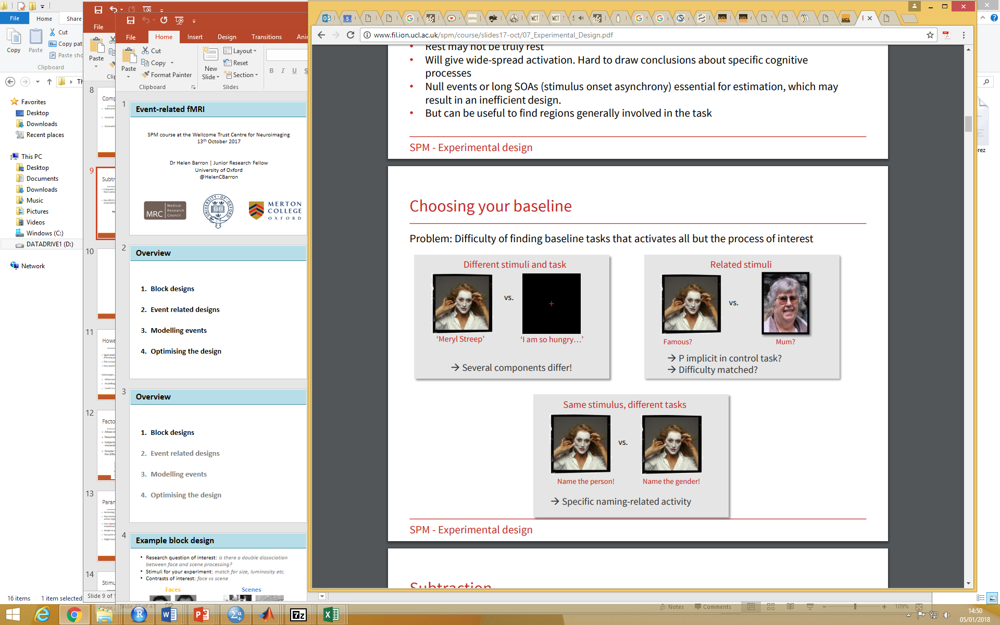 File
Home
Share
Copy
Paste
Cut
Copy pat
Paste sho
Clipboard
Favorites
Desktop
Downloads
Recent places
This PC
Desktop
Documents
Downloads
Music
Pictures
Videos
Windows (C:)
DATADRIVE1 (D:)
Network
16 items
1 item selected
File
Paste
8
9
10
11
12
13
14
Slide 9 of
File
Home
Insert
Design
Transitions
Paste
Cut
Copy
Format Painter
Clipboard
New
Slide
Layout
Reset
Section
Slides
B I U S
1
Event-related fMRI
SPM course at the Wellcome Trust Centre for Neuroimaging
13th October 2017
Dr Helen Barron | Junior Research Fellow
University of Oxford
@HelenCBarron
MRC
Medical
Research
Council
UNIVERSITY OF OXFORD
MERTON
COLLEGE
OXFORD
2
Overview
1. Block designs
2. Event related designs
3. Modelling events
4. Optimising the design
3
Overview
1. Block designs
2. Event related designs
3. Modelling events
4. Optimising the design
4
Example block design
• Research question of interest: is there a double dissociation
between face and scene processing?
• Stimuli for your experiment: match for size, luminosity etc.
• Contrasts of interest: face vs scene
Faces
Scenes
www.fil.ion.ucl.ac.uk/spm/course/slides17-oct/07_Experimental_Design.pdf
• Rest may not be truly rest
• Will give wide-spread activation. Hard to draw conclusions about specific cognitive
processes
• Null events or long SOAs (stimulus onset asynchrony) essential for estimation, which may
result in an inefficient design.
• But can be useful to find regions generally involved in the task
SPM - Experimental design
Choosing your baseline
Problem: Difficulty of finding baseline tasks that activates all but the process of interest
Different stimuli and task
vs.
‘Meryl Streep’
‘I am so hungry…’
→ Several components differ!
Related stimuli
vs.
Famous?
Mum?
→ P implicit in control task?
→ Difficulty matched?
Same stimulus, different tasks
vs.
Name the person!
Name the gender!
→ Specific naming-related activity
SPM - Experimental design
Subtraction
rez
Notes
Comments
109%
14:50
05/01/2018